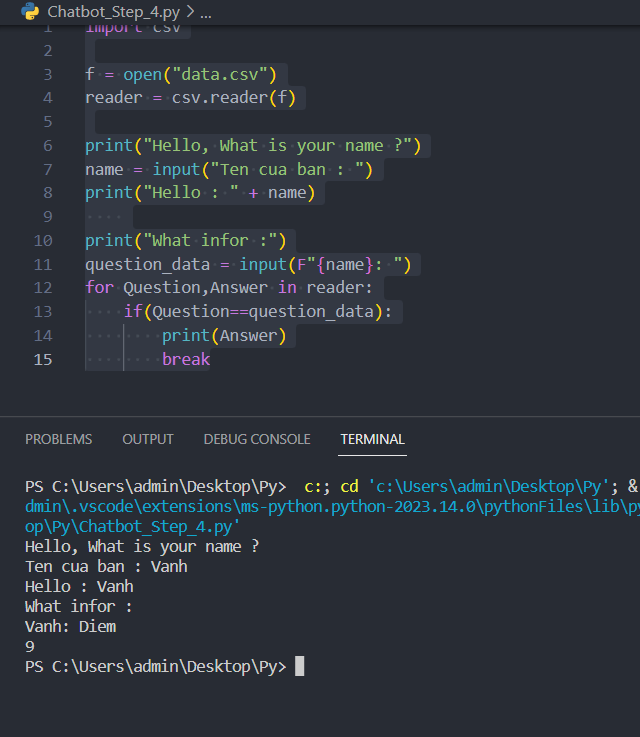 Chatbot_Step_4.py > ...
1 import csv
2
3 f = open("data.csv")
4 reader = csv.reader(f)
5
6 print("Hello, What is your name ?")
7 name = input("Ten cua ban : ")
8 print("Hello : " + name)
9
10 print("What infor :")
11 question_data = input(F"{name}: ")
12 for Question,Answer in reader:
13     if(Question==question_data):
14         print(Answer)
15         break
PROBLEMS OUTPUT DEBUG CONSOLE TERMINAL
PS C:\Users\admin\Desktop\Py>  c:; cd 'c:\Users\admin\Desktop\Py'; &
dmin\.vscode\extensions\ms-python.python-2023.14.0\pythonFiles\lib\py
op\Py\Chatbot_Step_4.py'
Hello, What is your name ?
Ten cua ban : Vanh
Hello : Vanh
What infor :
Vanh: Diem
9
PS C:\Users\admin\Desktop\Py>